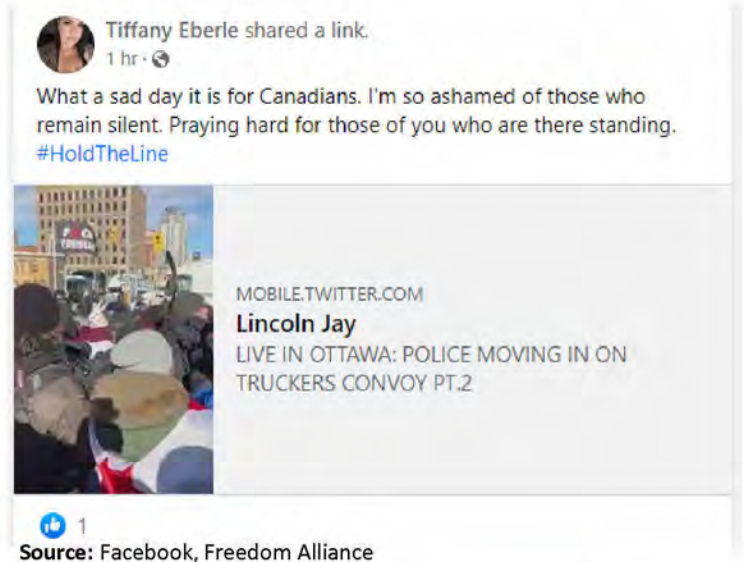 Tiffany Eberle shared a link.
1 hr ·
What a sad day it is for Canadians. I'm so ashamed of those who
remain silent. Praying hard for those of you who are there standing.
#HoldTheLine
MOBILE.TWITTER.COM
Lincoln Jay
LIVE IN OTTAWA: POLICE MOVING IN ON
TRUCKERS CONVOY PT.2
1
Source: Facebook, Freedom Alliance